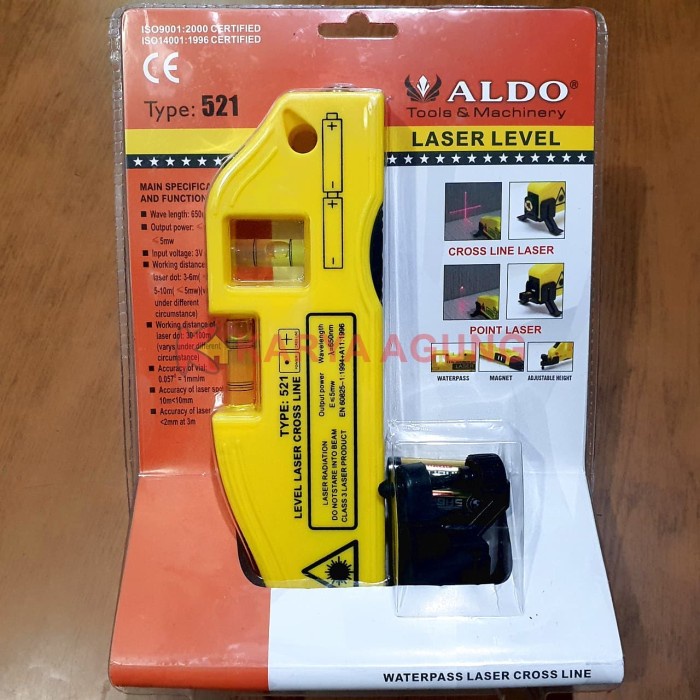 ISO9001:2000 CERTIFIED
ISO14001:1996 CERTIFIED
CE
Type: 521
ALDO®
Tools & Machinery
LASER LEVEL
MAIN SPECIFICA
AND FUNCTION
Wave length: 650
Output power:
≤5mw
Input voltage: 3V
Working distance
laser dot: 3-6m(
5-10m( ≤5mw)(v
under different
circumstance)
Working distance of
laser dot: 30-100m
(varys under different
circumstance)
Accuracy of vial
0.057° = 1mm/m
Accuracy of laser spo
10m<10mm
Accuracy of laser
<2mm at 3m
CROSS LINE LASER
POINT LASER
WATERPASS
MAGNET
ADJUSTABLE HEIGHT
HARTA AGUNG
TYPE: 521
LEVEL LASER CROSS LINE
Output power Wavelength
E≤5mw λ=650nm
EN 60825-1:1994+A11:1996
LASER RADIATION
DO NOTSTARE INTO BEAM
CLASS 3 LASER PRODUCT
WATERPASS LASER CROSS LINE